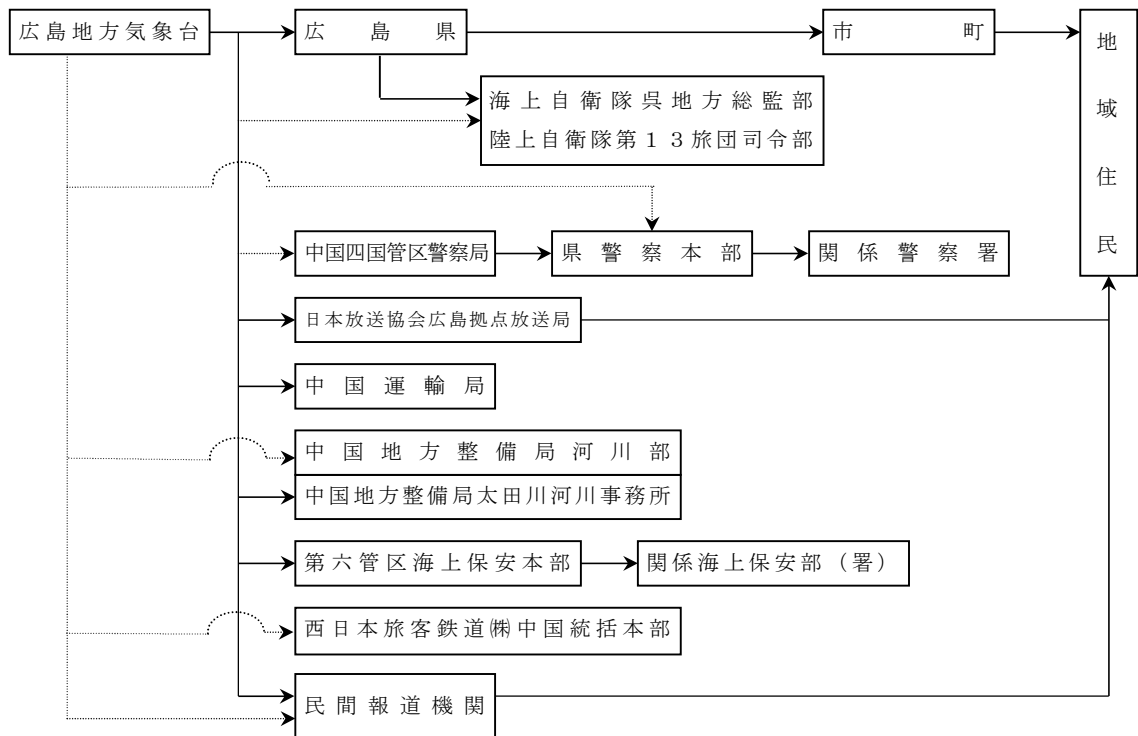 広島地方気象台
広島県
市町
地域住民
海上自衛隊呉地方総監部
陸上自衛隊第１３旅団司令部
中国四国管区警察局
県警察本部
関係警察署
日本放送協会広島拠点放送局
中国運輸局
中国地方整備局河川部
中国地方整備局太田川河川事務所
第六管区海上保安本部
関係海上保安部（署）
西日本旅客鉄道㈱中国統括本部
民間報道機関